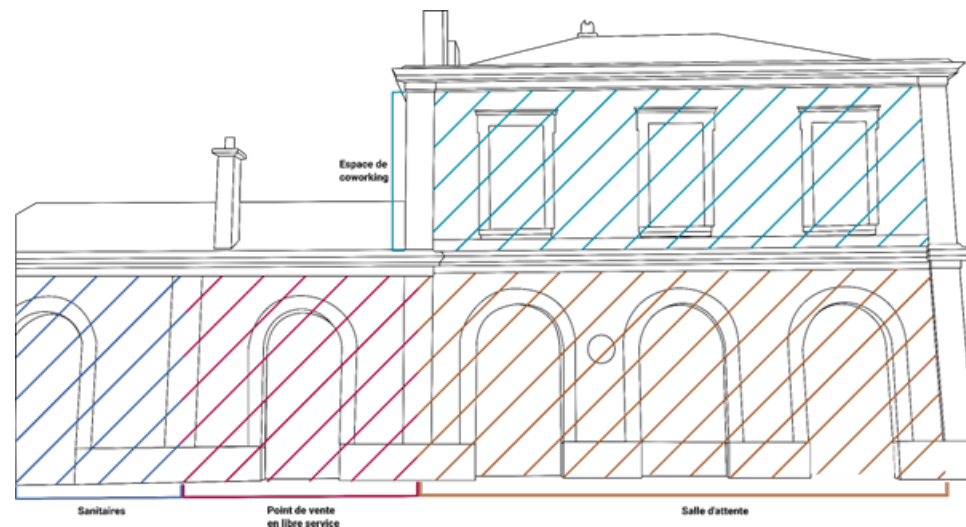 Espace de
coworking
Sanitaires
Point de vente
en libre service
Salle d'attente